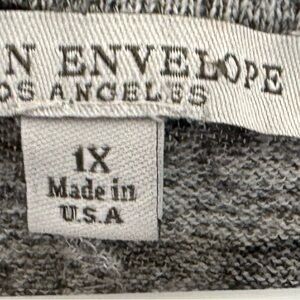 N ENVELOPE
OS ANGELES
1X
Made in
U.S.A